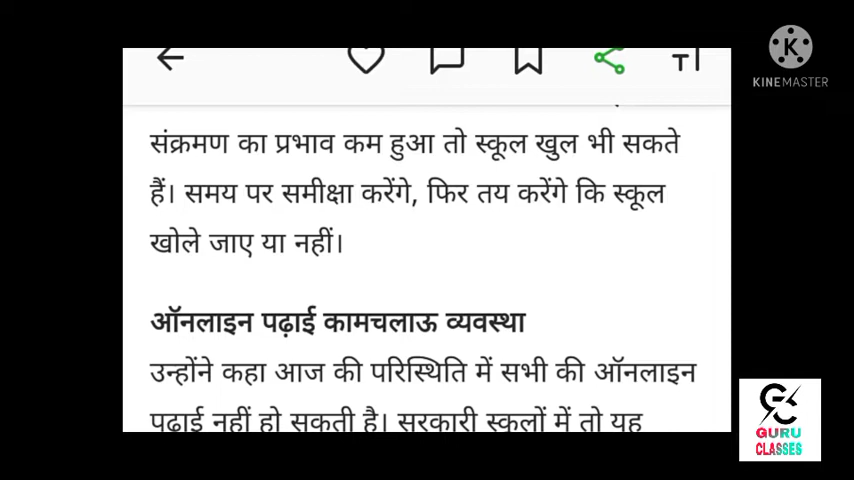 K
KINEMASTER
संक्रमण का प्रभाव कम हुआ तो स्कूल खुल भी सकते
हैं। समय पर समीक्षा करेंगे, फिर तय करेंगे कि स्कूल
खोले जाए या नहीं।
ऑनलाइन पढ़ाई कामचलाऊ व्यवस्था
उन्होंने कहा आज की परिस्थिति में सभी की ऑनलाइन
पढ़ाई नहीं हो सकती है। सरकारी स्कूलों में तो यह
GURU
CLASSES